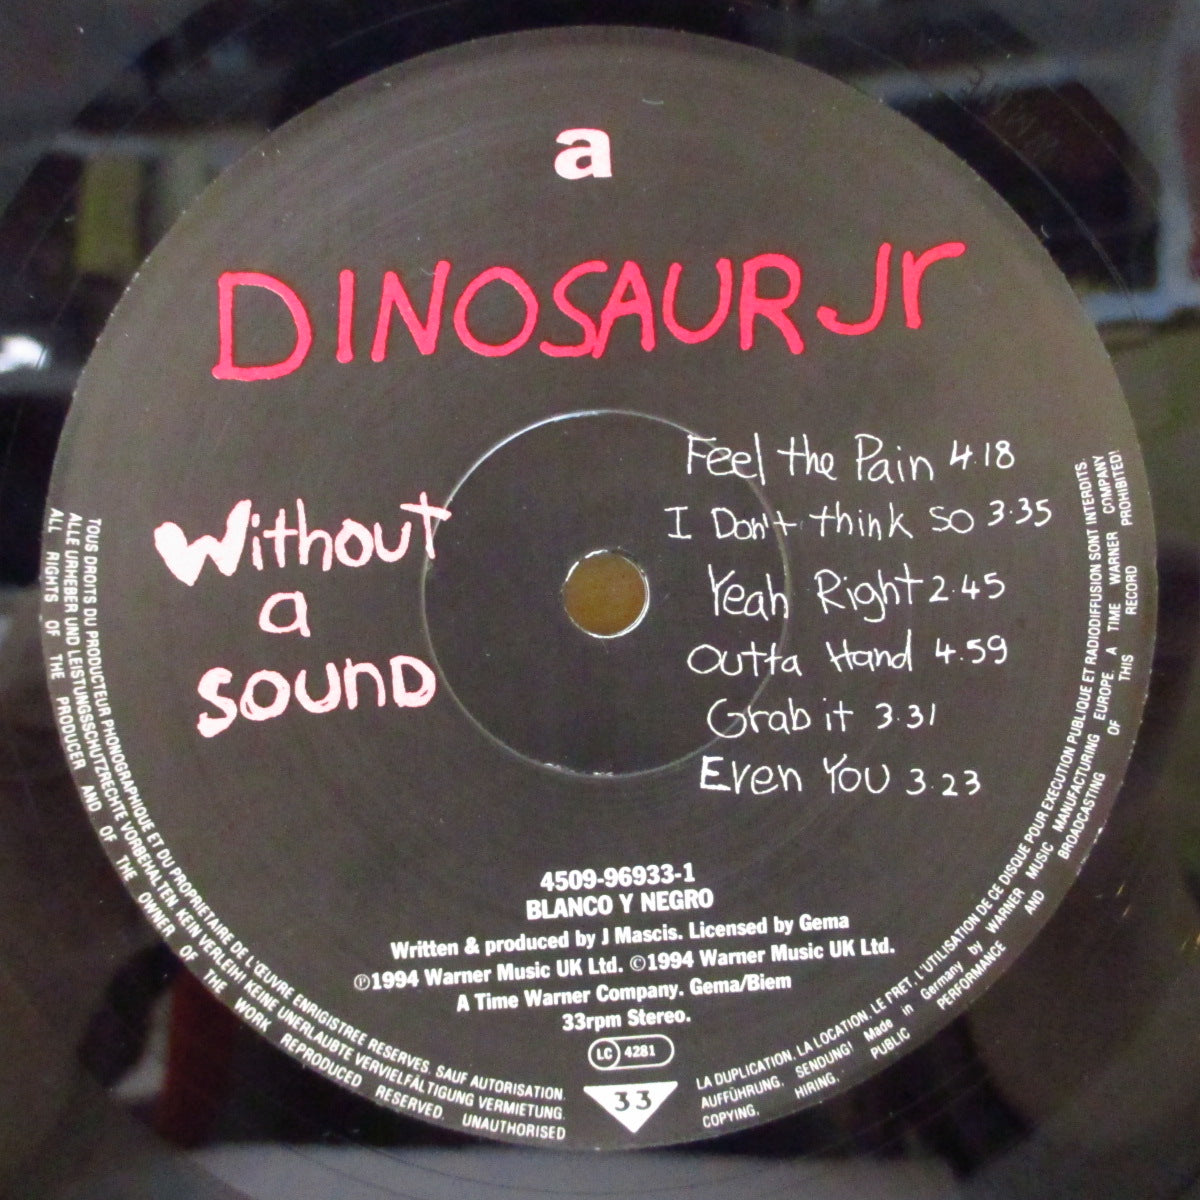 a
DINOSAUR Jr
Without
a
SOUND
Feel the Pain 4.18
I Don't think SO 3.35
Yeah Right 2.45
Outta Hand 4.59
Grab it 3.31
Even YOU 3.23
4509-96933-1
BLANCO Y NEGRO
Written & produced by J Mascis. Licensed by Gema
℗1994 Warner Music UK Ltd. ©1994 Warner Music UK Ltd.
A Time Warner Company. Gema/Biem
33rpm Stereo.
LC 4281
33
TOUS DROITS DU PRODUCTEUR PHONOGRAPHIQUE ET DU PROPRIETAIRE DE L'ŒUVRE ENREGISTREE RESERVES. SAUF AUTORISATION.
LA DUPLICATION, LA LOCATION, LE PRET, L'UTILISATION DE CE DISQUE POUR EXECUTION PUBLIQUE ET RADIODIFFUSION SONT INTERDITS.
ALLE URHEBER UND LEISTUNGSSCHUTZRECHTE VORBEHALTEN KEIN VERLEIH! KEINE UNERLAUBTE VERVIELFÄLTIGUNG VERMIETUNG.
AUFFÜHRUNG, SENDUNG! Made in Germany by WARNER MUSIC MANUFACTURING EUROPE, A TIME WARNER COMPANY
ALL RIGHTS OF THE PRODUCER AND OF THE OWNER OF THE WORK REPRODUCED RESERVED. UNAUTHORISED
COPYING, HIRING, PUBLIC PERFORMANCE AND BROADCASTING OF THIS RECORD PROHIBITED!